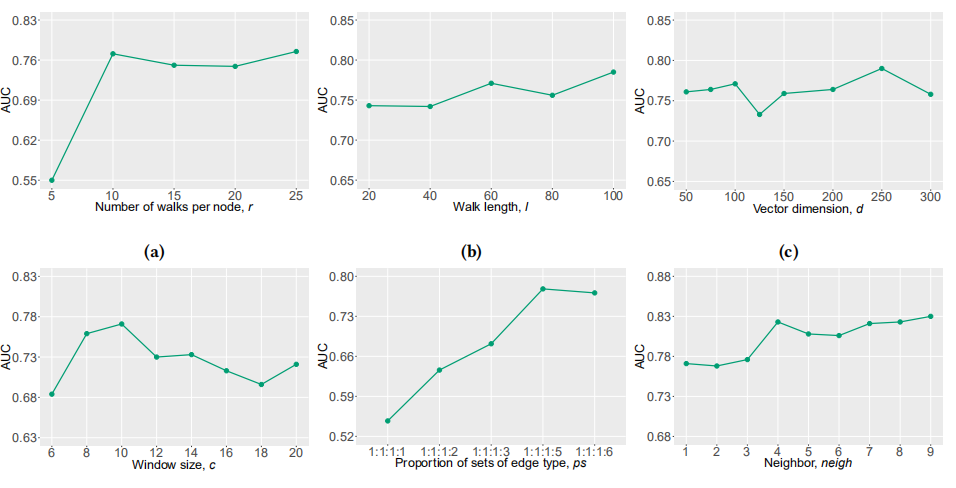 0.83
0.76
0.69
0.62
0.55
AUC
5 10 15 20 25
Number of walks per node, r
(a)
0.85
0.80
0.75
0.70
0.65
AUC
20 40 60 80 100
Walk length, l
(b)
0.85
0.80
0.75
0.70
0.65
AUC
50 100 150 200 250 300
Vector dimension, d
(c)
0.83
0.78
0.73
0.68
0.63
AUC
6 8 10 12 14 16 18 20
Window size, c
0.80
0.73
0.66
0.59
0.52
AUC
1:1:1:1 1:1:1:2 1:1:1:3 1:1:1:5 1:1:1:6
Proportion of sets of edge type, ps
0.88
0.83
0.78
0.73
0.68
AUC
1 2 3 4 5 6 7 8 9
Neighbor, neigh